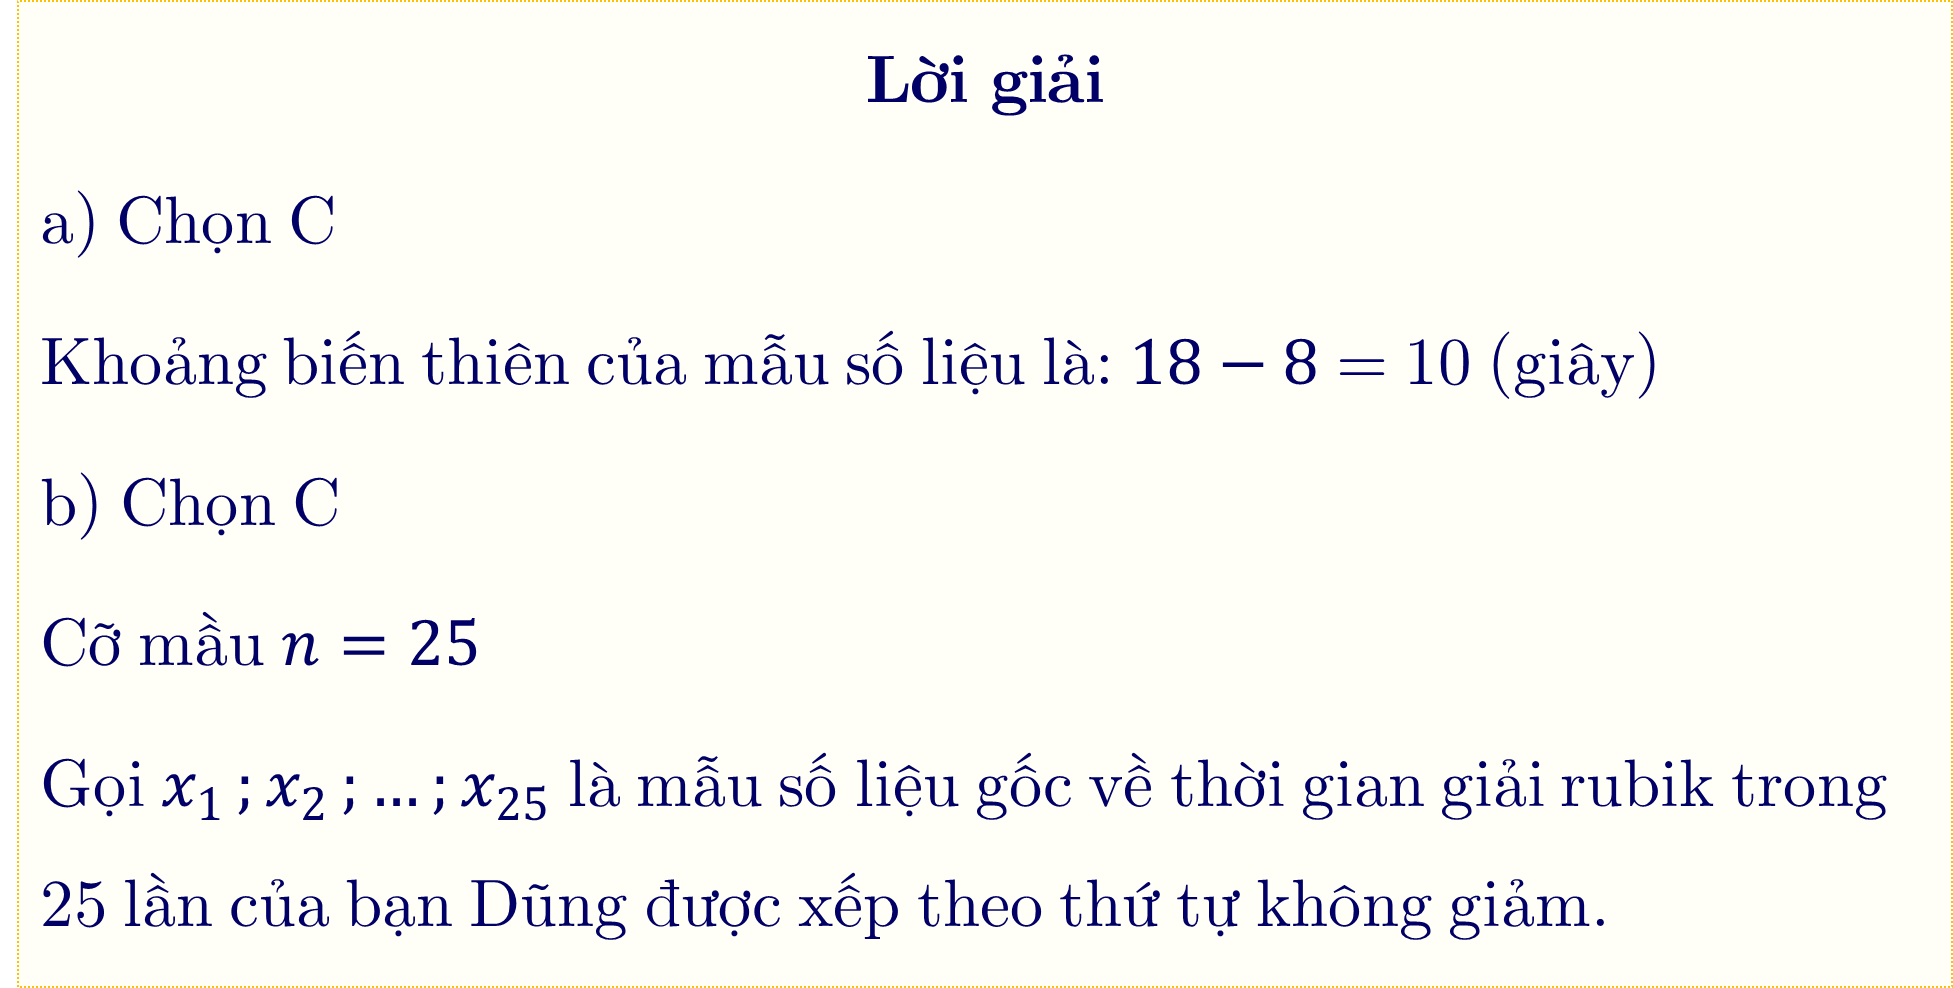 Lời giải
a) Chọn C
Khoảng biến thiên của mẫu số liệu là: 18 − 8 = 10 (giây)
b) Chọn C
Cỡ mầu n = 25
Gọi x₁ ; x₂ ; … ; x₂₅ là mẫu số liệu gốc về thời gian giải rubik trong
25 lần của bạn Dũng được xếp theo thứ tự không giảm.